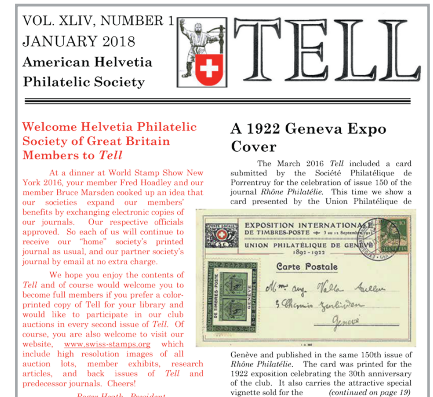 VOL. XLIV, NUMBER 1
JANUARY 2018
American Helvetia
Philatelic Society
TELL
Welcome Helvetia Philatelic
Society of Great Britain
Members to Tell
At a dinner at World Stamp Show
New York 2016, your member Fred Hoadley and our
member Bruce Marsden cooked up an idea that
our societies expand our members'
benefits by exchanging electronic copies of
our journals. Our respective officials
approved. So each of us will continue to
receive our "home" society's printed
journal as usual, and our partner society's
journal by email at no extra charge.
We hope you enjoy the contents of
Tell and of course would welcome you to
become full members if you prefer a color-
printed copy of Tell for your library and
would like to participate in our club
auctions in every second issue of Tell. Of
course, you are also welcome to visit our
website, www.swiss-stamps.org which
include high resolution images of all
auction lots, member exhibits, research
articles, and back issues of Tell and
predecessor journals. Cheers!
A 1922 Geneva Expo
Cover
The March 2016 Tell included a card
submitted by the Société Philatélique de
Porrentruy for the celebration of issue 150 of the
journal Rhône Philatélie. This time we show a
card presented by the Union Philatélique de
EXPOSITION INTERNATIONALE
DE TIMBRES-POSTE
UNION PHILATÉLIQUE DE GENÈVE
1892-1922
Carte Postale
Genève
Genève and published in the same 150th issue of
Rhône Philatélie. The card was printed for the
1922 exposition celebrating the 30th anniversary
of the club. It also carries the attractive special
vignette sold for the (continued on page 19)